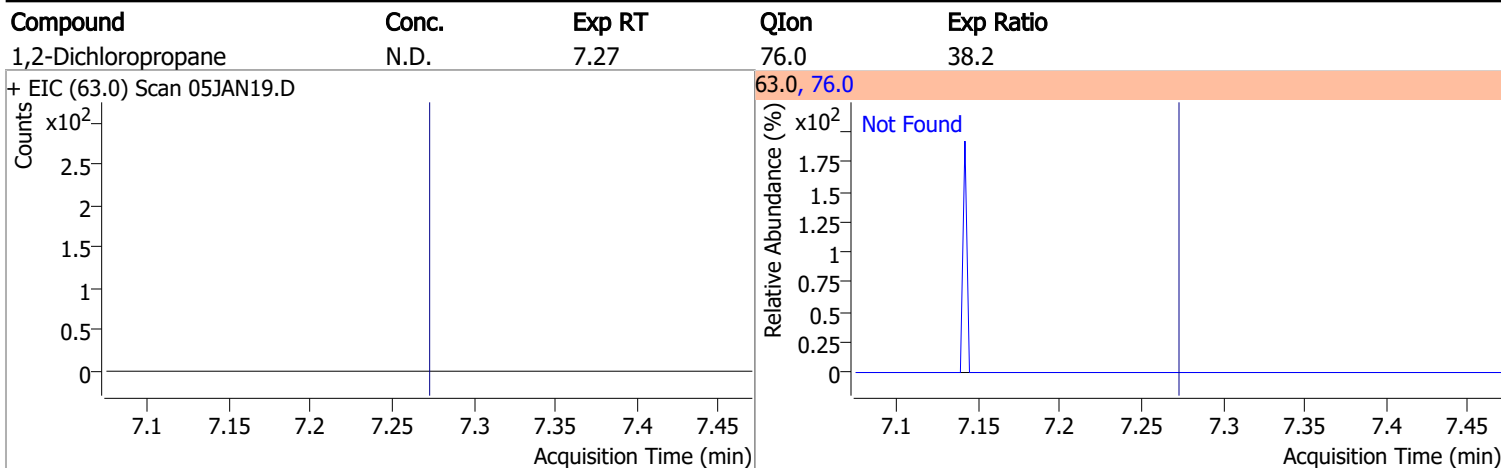 Compound Conc. Exp RT QIon Exp Ratio
1,2-Dichloropropane N.D. 7.27 76.0 38.2
+ EIC (63.0) Scan 05JAN19.D
Counts
x10²
2.5
2
1.5
1
0.5
0
7.1 7.15 7.2 7.25 7.3 7.35 7.4 7.45
Acquisition Time (min)
63.0, 76.0
Relative Abundance (%)
x10²
Not Found
1.75
1.5
1.25
1
0.75
0.5
0.25
0
7.1 7.15 7.2 7.25 7.3 7.35 7.4 7.45
Acquisition Time (min)